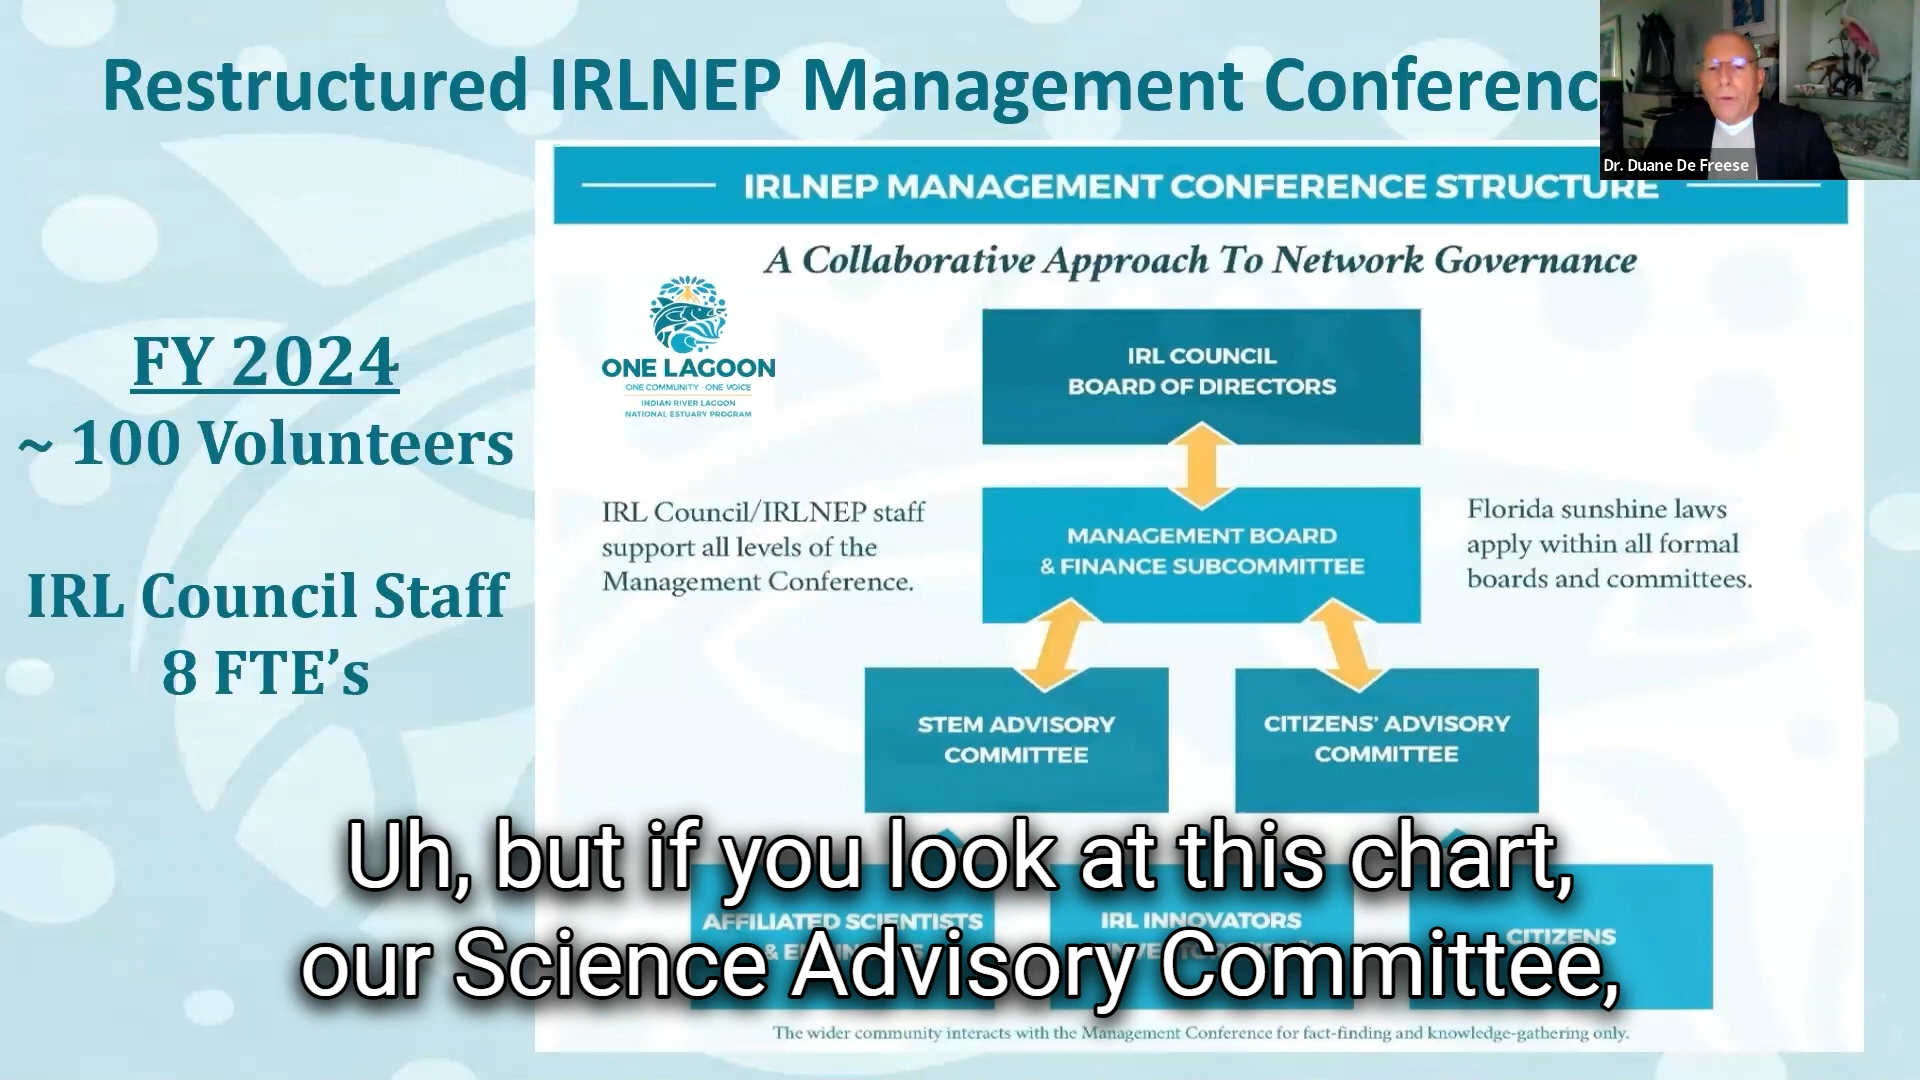 Restructured IRLNEP Management Conferenc
Dr. Duane De Freese
IRLNEP MANAGEMENT CONFERENCE STRUCTURE
A Collaborative Approach To Network Governance
ONE LAGOON
ONE COMMUNITY · ONE VOICE
INDIAN RIVER LAGOON
NATIONAL ESTUARY PROGRAM
FY 2024
~ 100 Volunteers
IRL Council Staff
8 FTE's
IRL COUNCIL
BOARD OF DIRECTORS
IRL Council/IRLNEP staff
support all levels of the
Management Conference.
MANAGEMENT BOARD
& FINANCE SUBCOMMITTEE
Florida sunshine laws
apply within all formal
boards and committees.
STEM ADVISORY
COMMITTEE
CITIZENS' ADVISORY
COMMITTEE
AFFILIATED SCIENTISTS
&
IRL INNOVATORS
CITIZENS
Uh, but if you look at this chart,
our Science Advisory Committee,
The wider community interacts with the Management Conference for fact-finding and knowledge-gathering only.